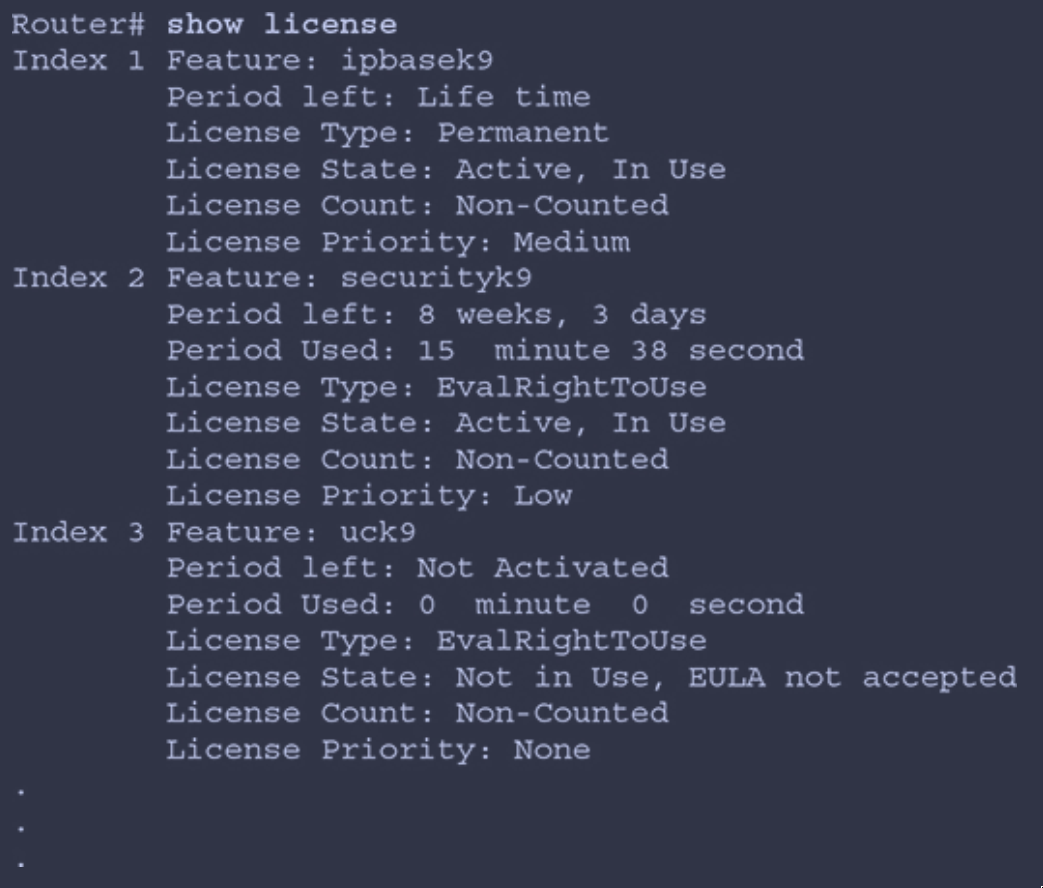 Router# show license
Index 1 Feature: ipbasek9
        Period left: Life time
        License Type: Permanent
        License State: Active, In Use
        License Count: Non-Counted
        License Priority: Medium
Index 2 Feature: securityk9
        Period left: 8 weeks, 3 days
        Period Used: 15  minute 38 second
        License Type: EvalRightToUse
        License State: Active, In Use
        License Count: Non-Counted
        License Priority: Low
Index 3 Feature: uck9
        Period left: Not Activated
        Period Used: 0  minute  0  second
        License Type: EvalRightToUse
        License State: Not in Use, EULA not accepted
        License Count: Non-Counted
        License Priority: None
.
.
.